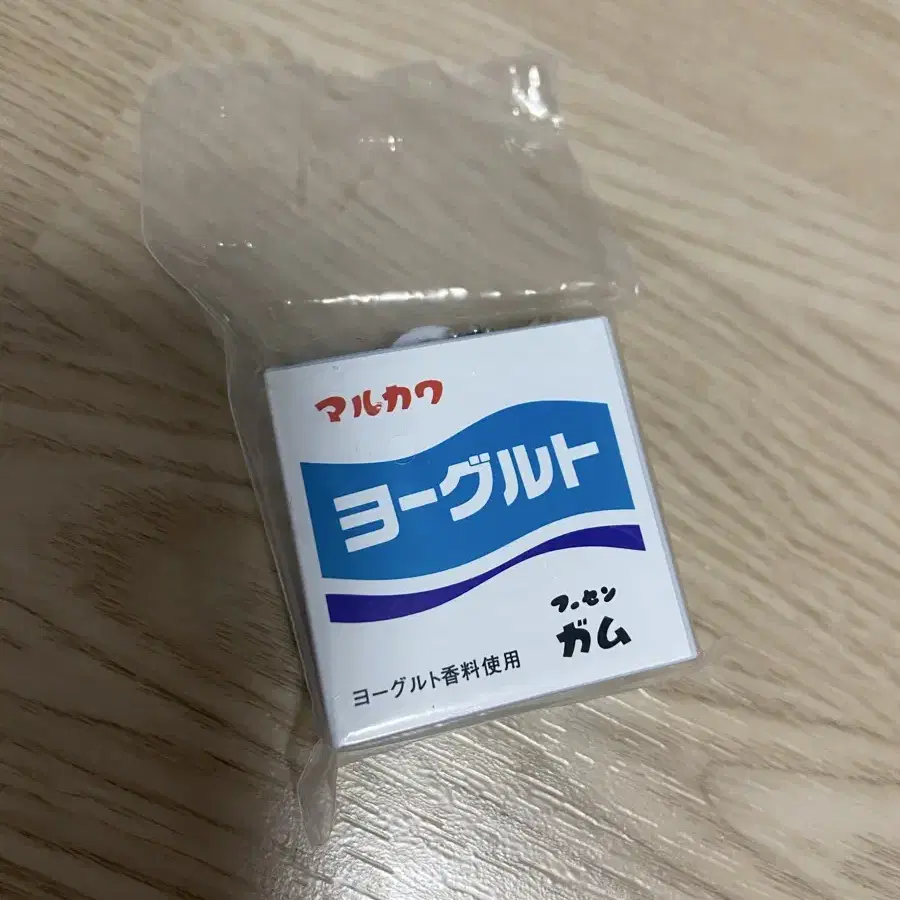 マルカワ
ヨーグルト
フーセン
ガム
ヨーグルト香料使用